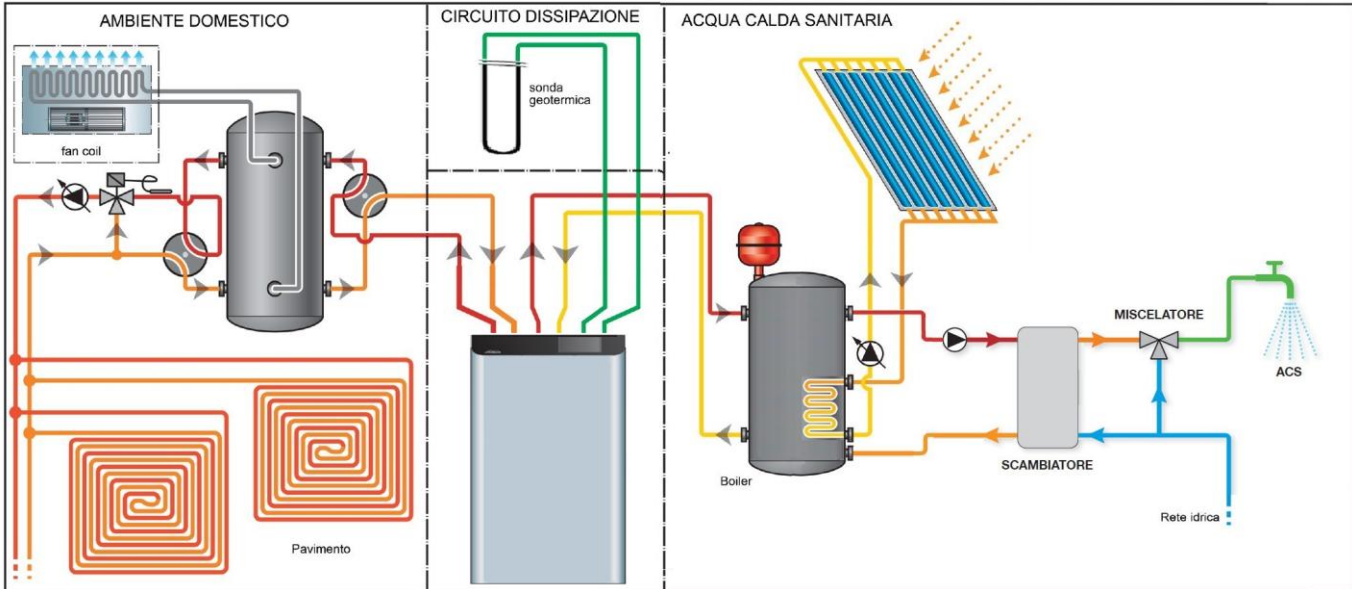 AMBIENTE DOMESTICO
CIRCUITO DISSIPAZIONE
ACQUA CALDA SANITARIA
fan coil
sonda
geotermica
Pavimento
Boiler
SCAMBIATORE
MISCELATORE
ACS
Rete idrica